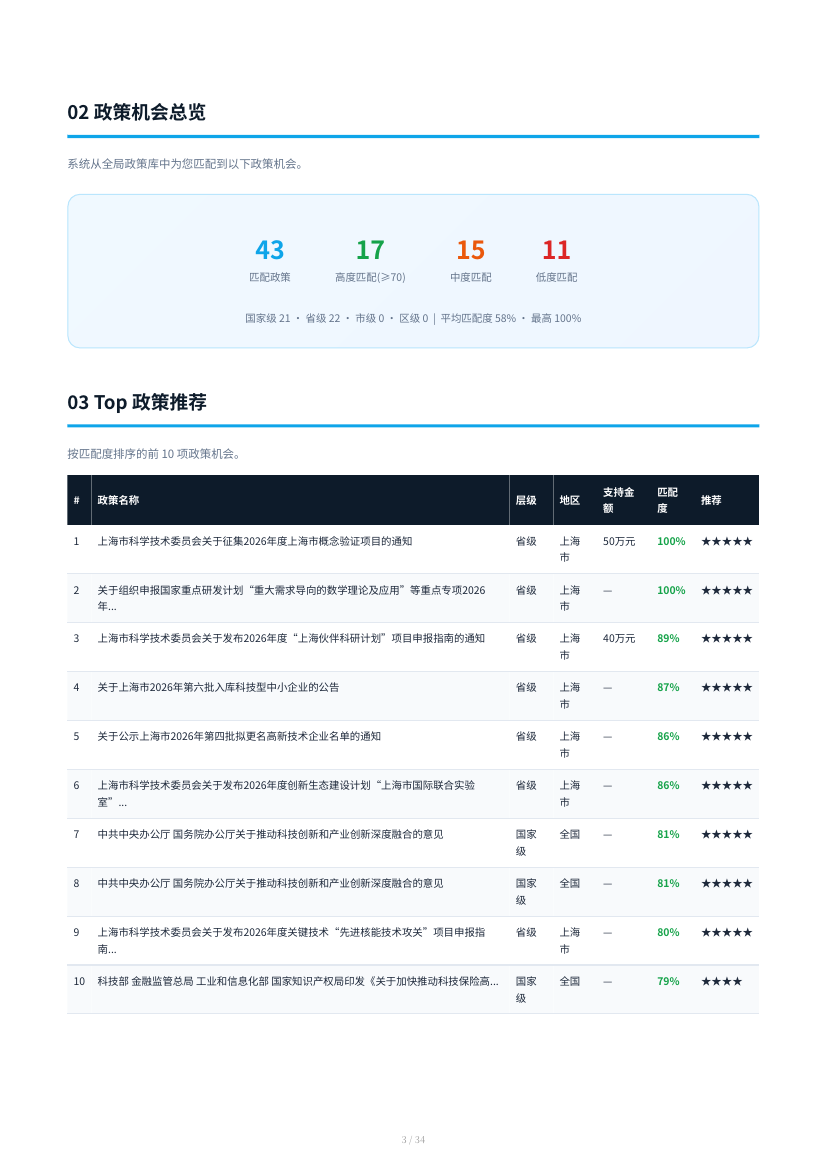 02 政策机会总览
系统从全局政策库中为您匹配到以下政策机会。
43 17 15 11
匹配政策 高度匹配(≥70) 中度匹配 低度匹配
国家级 21 · 省级 22 · 市级 0 · 区级 0 | 平均匹配度 58% · 最高 100%
03 Top 政策推荐
按匹配度排序的前 10 项政策机会。
# 政策名称 层级 地区 支持金额 匹配度 推荐
1 上海市科学技术委员会关于征集2026年度上海市概念验证项目的通知 省级 上海市 50万元 100% ★★★★★
2 关于组织申报国家重点研发计划“重大需求导向的数学理论及应用”等重点专项2026年... 省级 上海市 — 100% ★★★★★
3 上海市科学技术委员会关于发布2026年度“上海伙伴科研计划”项目申报指南的通知 省级 上海市 40万元 89% ★★★★★
4 关于上海市2026年第六批入库科技型中小企业的公告 省级 上海市 — 87% ★★★★★
5 关于公示上海市2026年第四批拟更名高新技术企业名单的通知 省级 上海市 — 86% ★★★★★
6 上海市科学技术委员会关于发布2026年度创新生态建设计划“上海市国际联合实验室”... 省级 上海市 — 86% ★★★★★
7 中共中央办公厅 国务院办公厅关于推动科技创新和产业创新深度融合的意见 国家级 全国 — 81% ★★★★★
8 中共中央办公厅 国务院办公厅关于推动科技创新和产业创新深度融合的意见 国家级 全国 — 81% ★★★★★
9 上海市科学技术委员会关于发布2026年度关键技术“先进核能技术攻关”项目申报指南... 省级 上海市 — 80% ★★★★★
10 科技部 金融监管总局 工业和信息化部 国家知识产权局印发《关于加快推动科技保险高... 国家级 全国 — 79% ★★★★
3 / 34